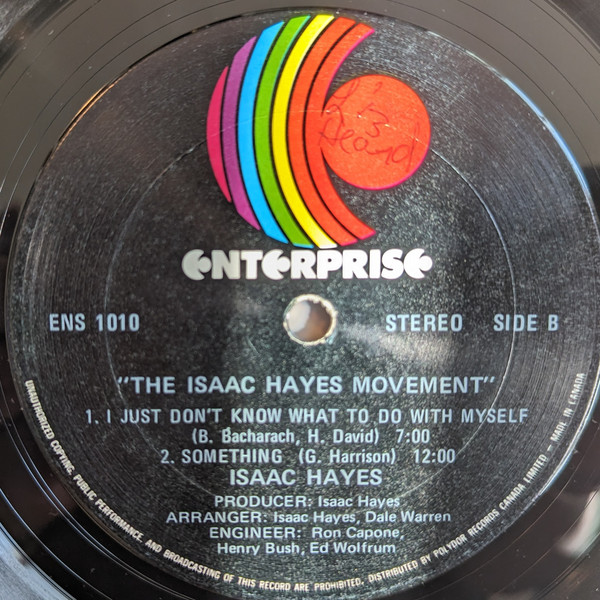 ENTERPRISE
ENS 1010 STEREO SIDE B
"THE ISAAC HAYES MOVEMENT"
1. I JUST DON'T KNOW WHAT TO DO WITH MYSELF
(B. Bacharach, H. David) 7:00
2. SOMETHING (G. Harrison) 12:00
ISAAC HAYES
PRODUCER: Isaac Hayes
ARRANGER: Isaac Hayes, Dale Warren
ENGINEER: Ron Capone,
Henry Bush, Ed Wolfrum
UNAUTHORIZED COPYING, PUBLIC PERFORMANCE AND BROADCASTING OF THIS RECORD ARE PROHIBITED. DISTRIBUTED BY POLYDOR RECORDS CANADA LIMITED – MADE IN CANADA